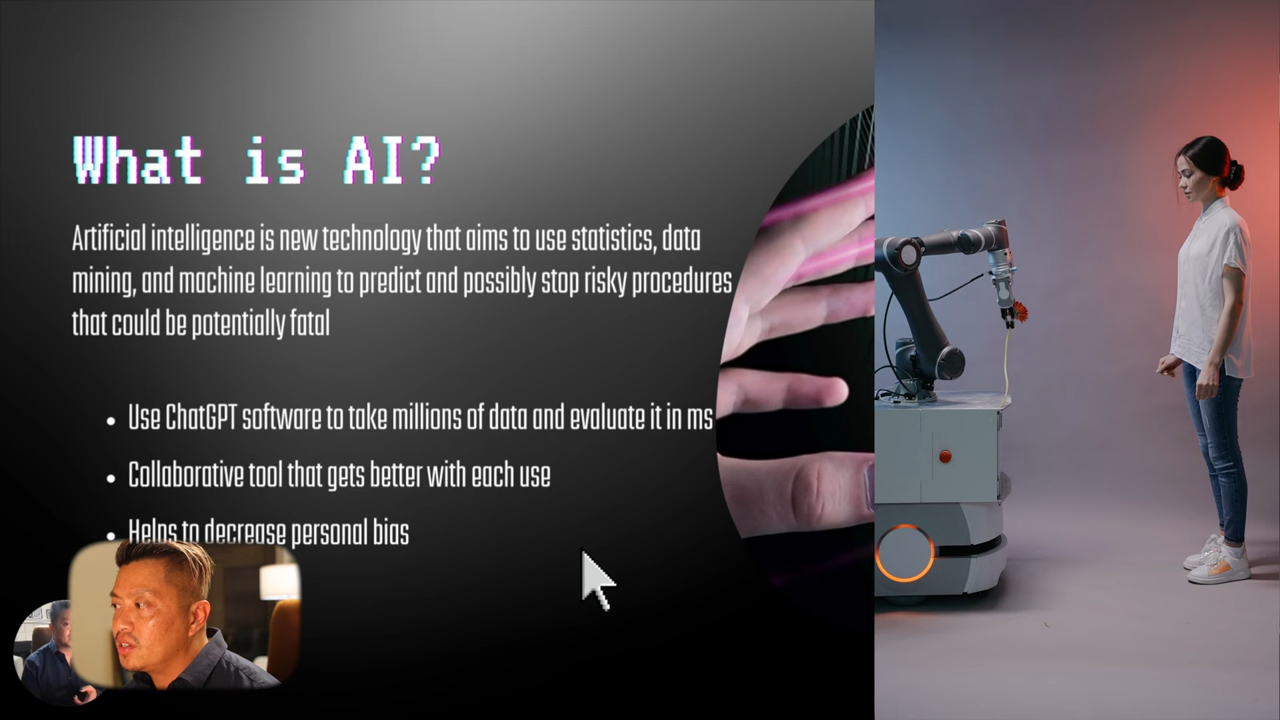 What is AI?
Artificial intelligence is new technology that aims to use statistics, data
mining, and machine learning to predict and possibly stop risky procedures
that could be potentially fatal
• Use ChatGPT software to take millions of data and evaluate it in ms
• Collaborative tool that gets better with each use
• Helps to decrease personal bias